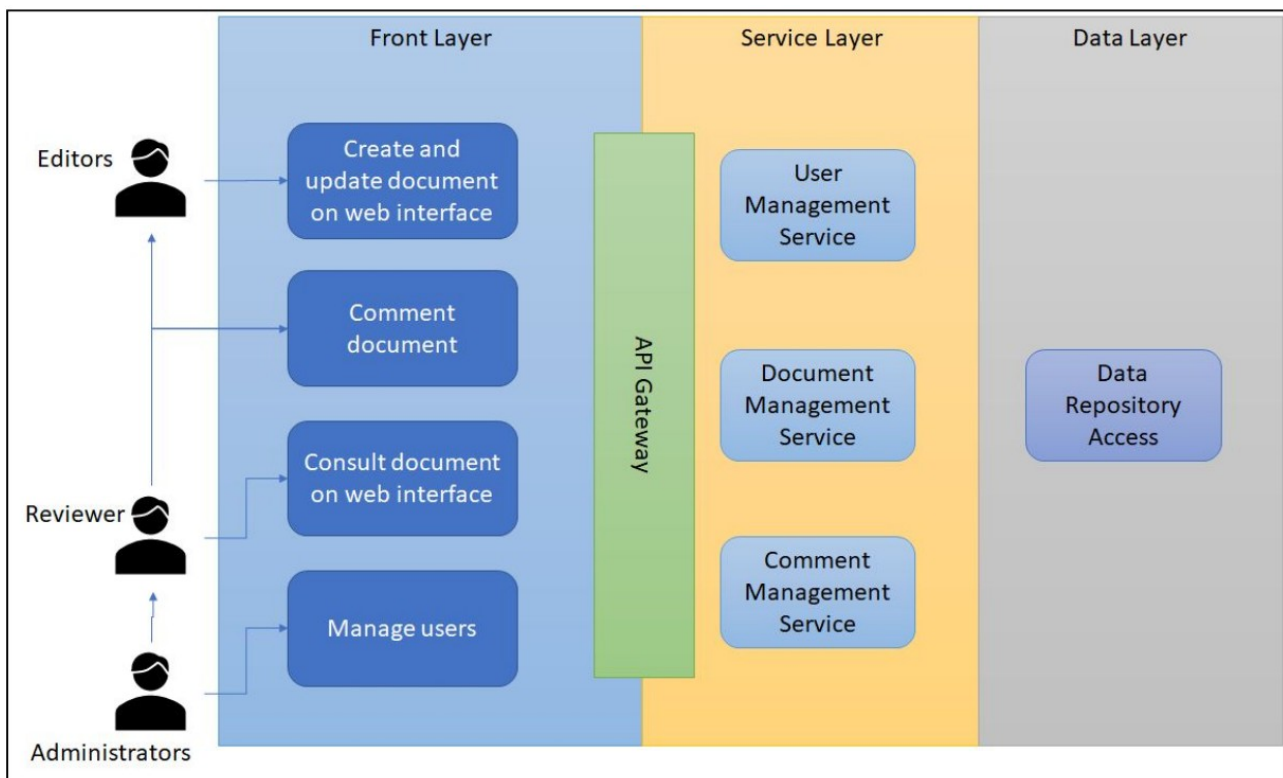 Front Layer
Service Layer
Data Layer
Editors
Create and
update document
on web interface
User
Management
Service
Comment
document
API Gateway
Document
Management
Service
Data
Repository
Access
Consult document
on web interface
Reviewer
Comment
Management
Service
Manage users
Administrators